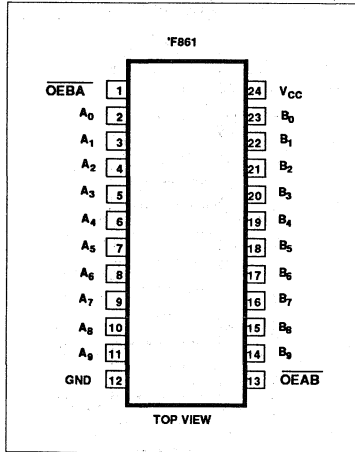 'F861
O̅E̅B̅A̅ 1 24 VCC
A0 2 23 B0
A1 3 22 B1
A2 4 21 B2
A3 5 20 B3
A4 6 19 B4
A5 7 18 B5
A6 8 17 B6
A7 9 16 B7
A8 10 15 B8
A9 11 14 B9
GND 12 13 O̅E̅A̅B̅
TOP VIEW